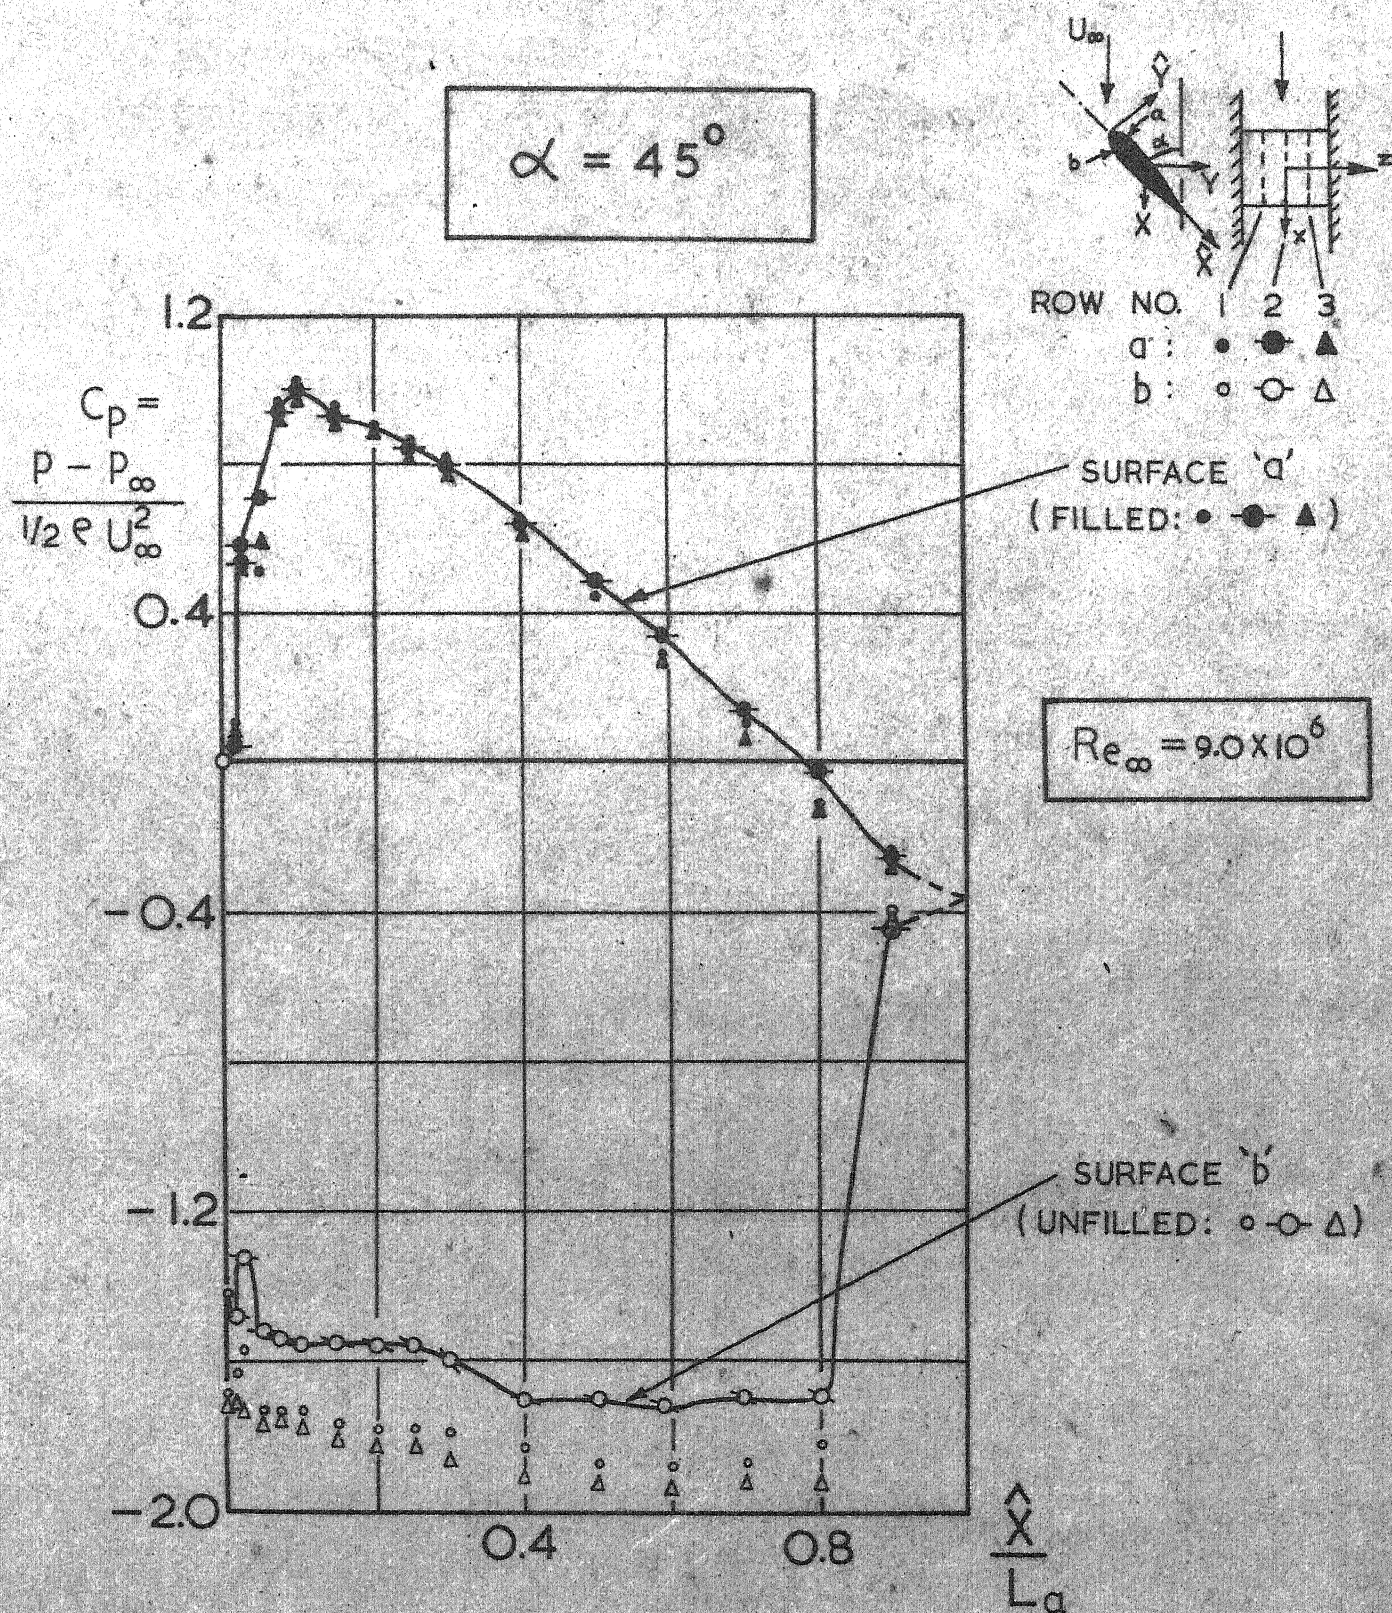 U∞
Ŷ
a
α
b
Y
X
X̂
z
x
α = 45°
ROW NO. 1 2 3
a:
b:
1.2
Cp =
p − p∞
1/2 ρ U∞²
SURFACE 'a'
(FILLED: • ● ▲)
0.4
Re∞ = 9.0 X 10⁶
−0.4
−1.2
SURFACE 'b'
(UNFILLED: ○ -○- △)
−2.0
0.4
0.8
X̂
La